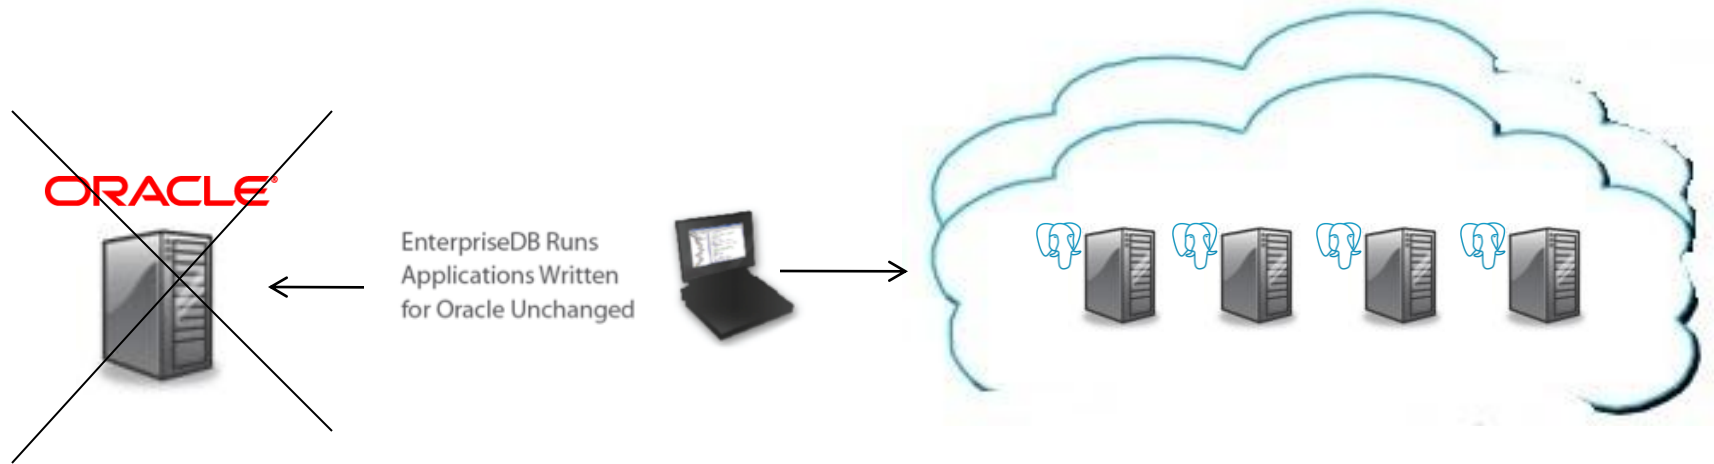 ORACLE®
EnterpriseDB Runs
Applications Written
for Oracle Unchanged